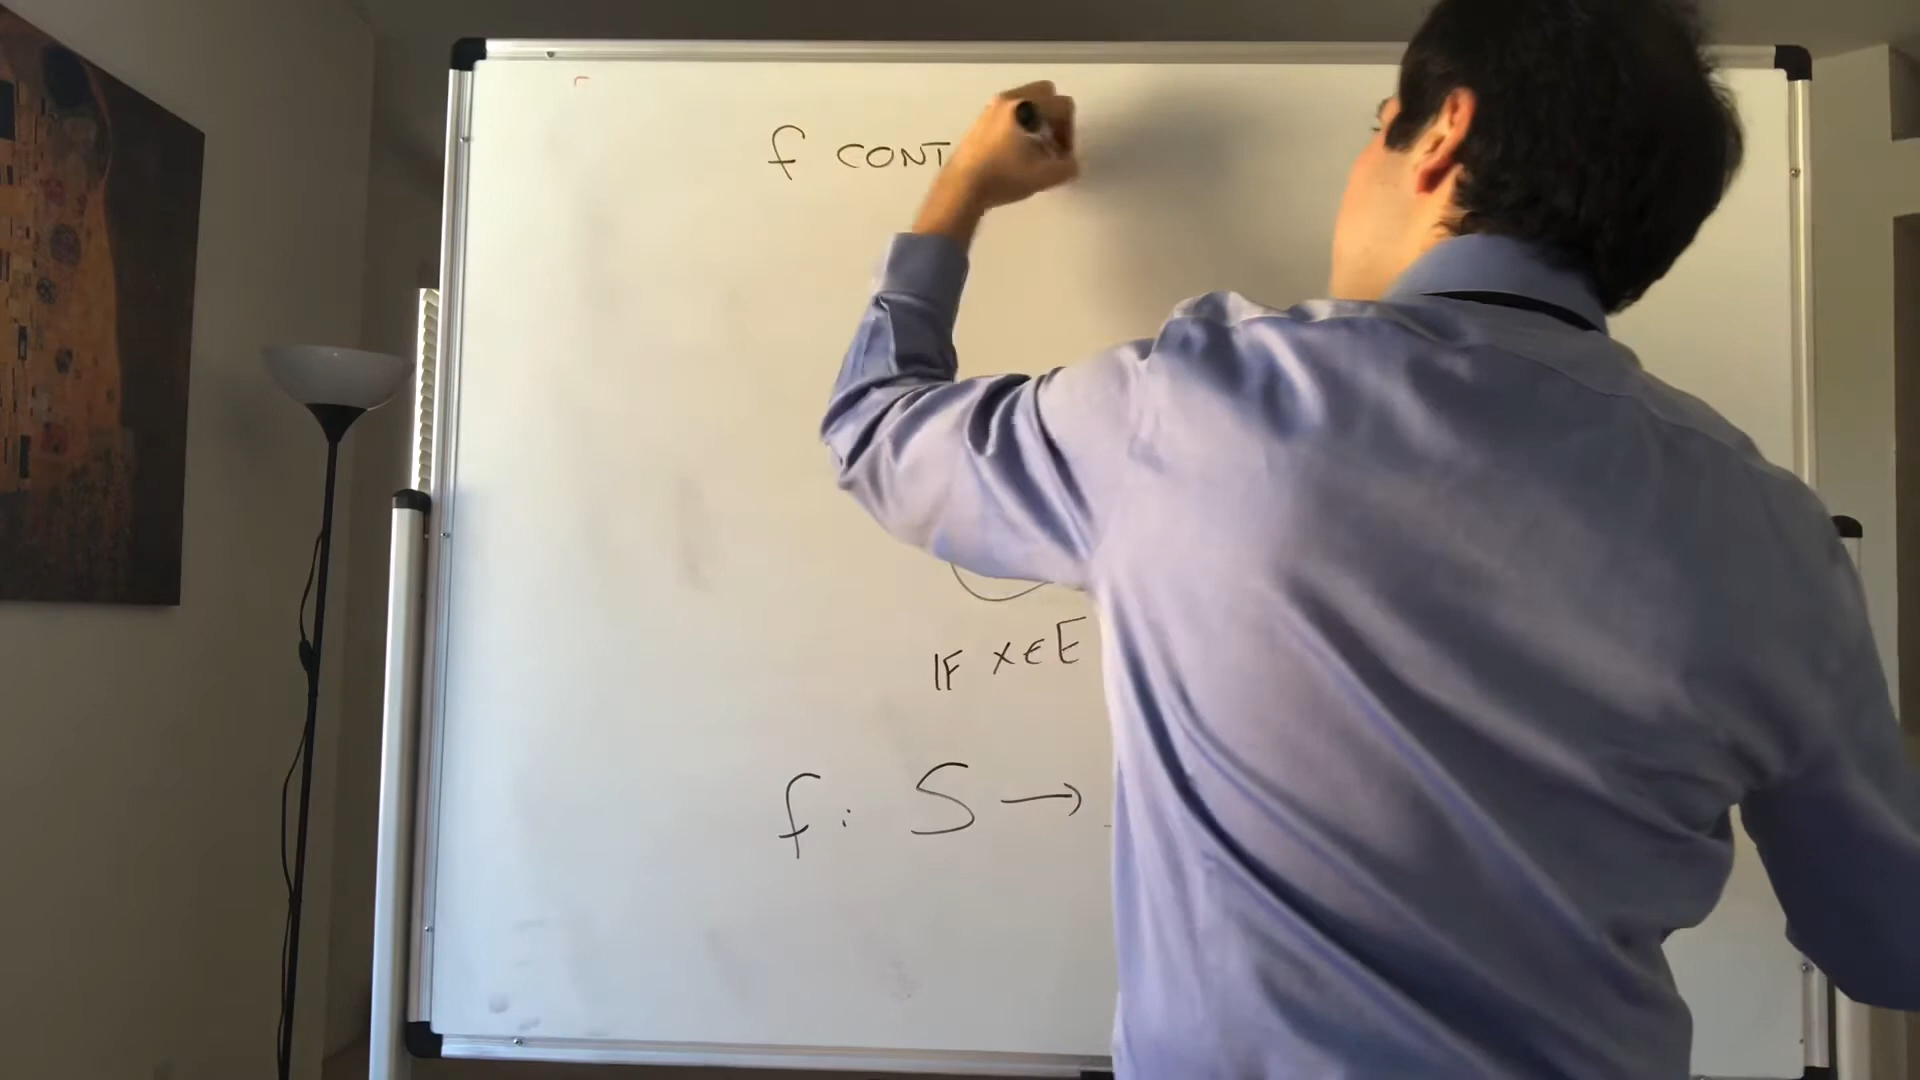 f CONT
IF x ∈ E
f: S →